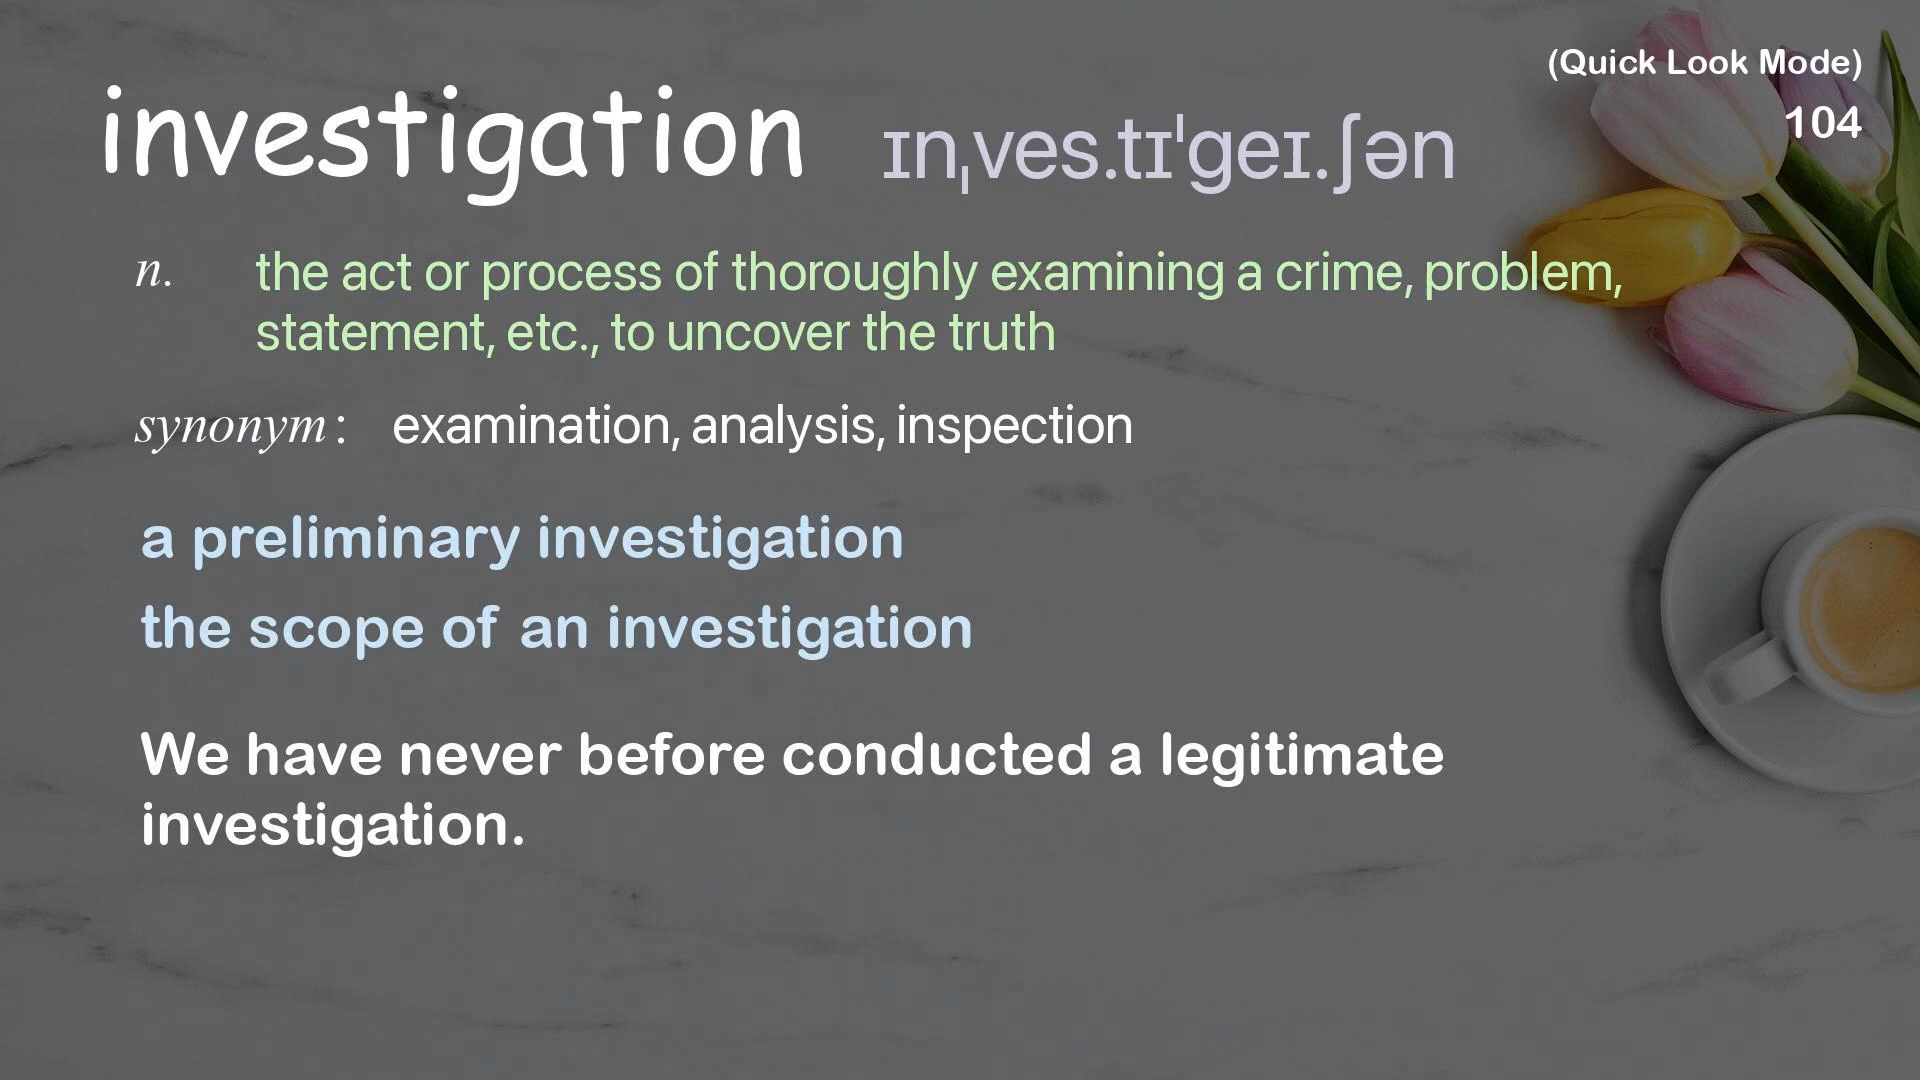 (Quick Look Mode)
investigation ɪnˌves.tɪˈɡeɪ.ʃən 104
n. the act or process of thoroughly examining a crime, problem,
statement, etc., to uncover the truth
synonym: examination, analysis, inspection
a preliminary investigation
the scope of an investigation
We have never before conducted a legitimate
investigation.